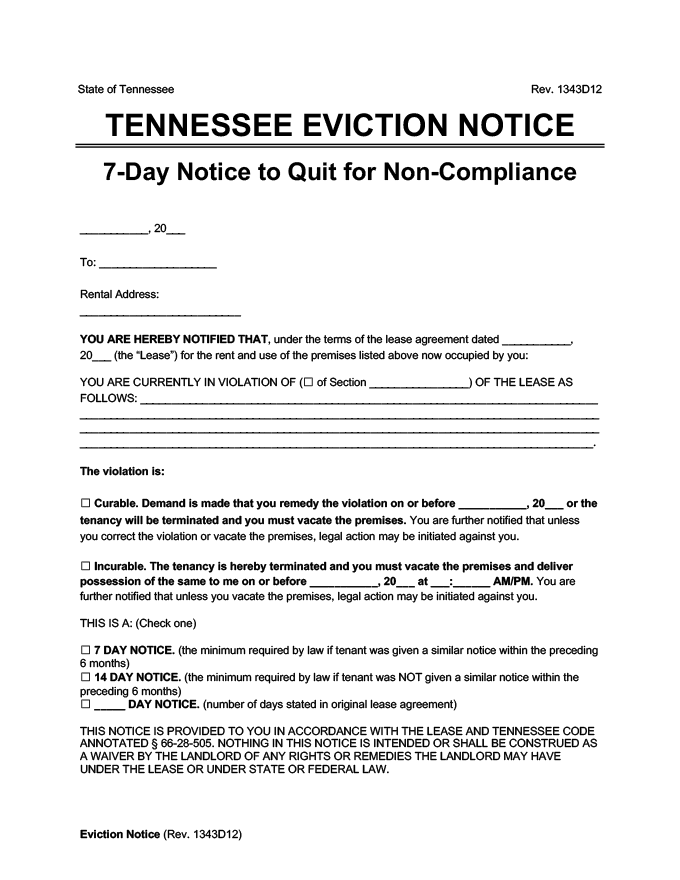 State of Tennessee Rev. 1343D12
TENNESSEE EVICTION NOTICE
7-Day Notice to Quit for Non-Compliance
___________, 20___
To: ___________________
Rental Address:
__________________________
YOU ARE HEREBY NOTIFIED THAT, under the terms of the lease agreement dated ___________,
20___ (the “Lease”) for the rent and use of the premises listed above now occupied by you:
YOU ARE CURRENTLY IN VIOLATION OF (☐ of Section ________________) OF THE LEASE AS
FOLLOWS: __________________________________________________________________________
____________________________________________________________________________________
____________________________________________________________________________________
___________________________________________________________________________________.
The violation is:
☐ Curable. Demand is made that you remedy the violation on or before ___________, 20___ or the
tenancy will be terminated and you must vacate the premises. You are further notified that unless
you correct the violation or vacate the premises, legal action may be initiated against you.
☐ Incurable. The tenancy is hereby terminated and you must vacate the premises and deliver
possession of the same to me on or before ___________, 20___ at ___:______ AM/PM. You are
further notified that unless you vacate the premises, legal action may be initiated against you.
THIS IS A: (Check one)
☐ 7 DAY NOTICE. (the minimum required by law if tenant was given a similar notice within the preceding
6 months)
☐ 14 DAY NOTICE. (the minimum required by law if tenant was NOT given a similar notice within the
preceding 6 months)
☐ _____ DAY NOTICE. (number of days stated in original lease agreement)
THIS NOTICE IS PROVIDED TO YOU IN ACCORDANCE WITH THE LEASE AND TENNESSEE CODE
ANNOTATED § 66-28-505. NOTHING IN THIS NOTICE IS INTENDED OR SHALL BE CONSTRUED AS
A WAIVER BY THE LANDLORD OF ANY RIGHTS OR REMEDIES THE LANDLORD MAY HAVE
UNDER THE LEASE OR UNDER STATE OR FEDERAL LAW.
Eviction Notice (Rev. 1343D12)